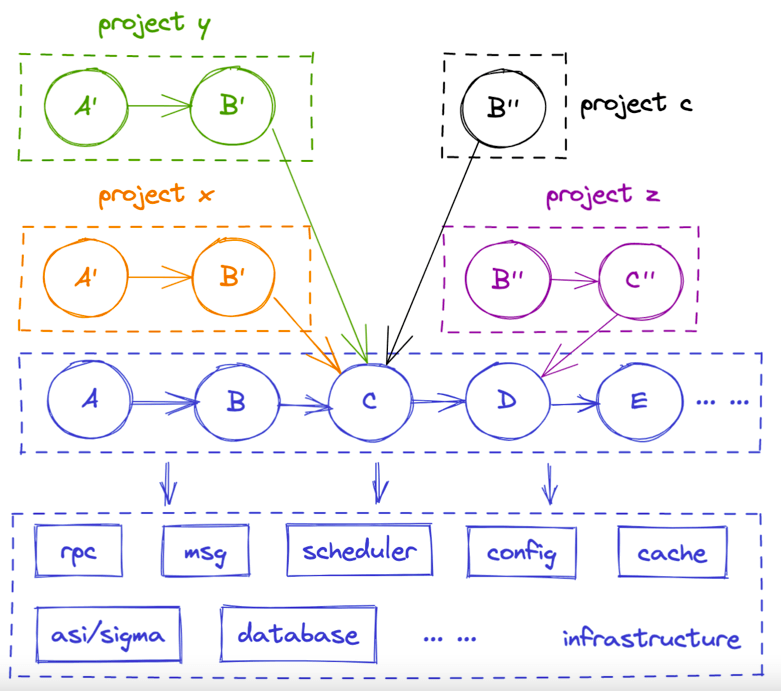 project y
A' B' B'' project c
project x project z
A' B' B'' C''
A B C D E ... ...
rpc msg scheduler config cache
asi/sigma database ... ... infrastructure